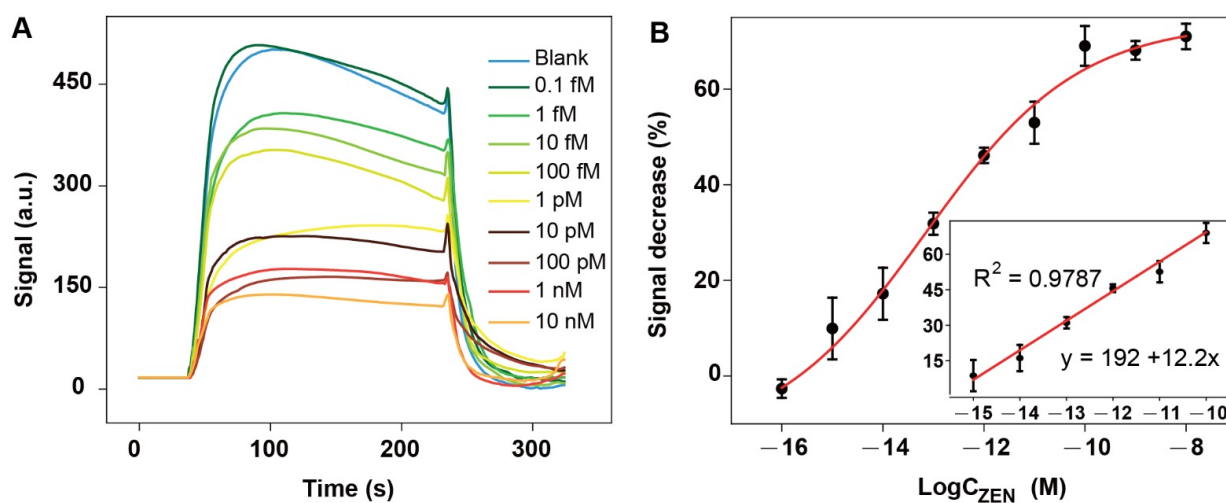 A
Signal (a.u.)
450
300
150
0
0
100
200
300
Time (s)
Blank
0.1 fM
1 fM
10 fM
100 fM
1 pM
10 pM
100 pM
1 nM
10 nM
B
Signal decrease (%)
60
40
20
0
−16
−14
−12
−10
−8
LogC_ZEN (M)
60
45
30
15
R² = 0.9787
y = 192 +12.2x
−15
−14
−13
−12
−11
−10